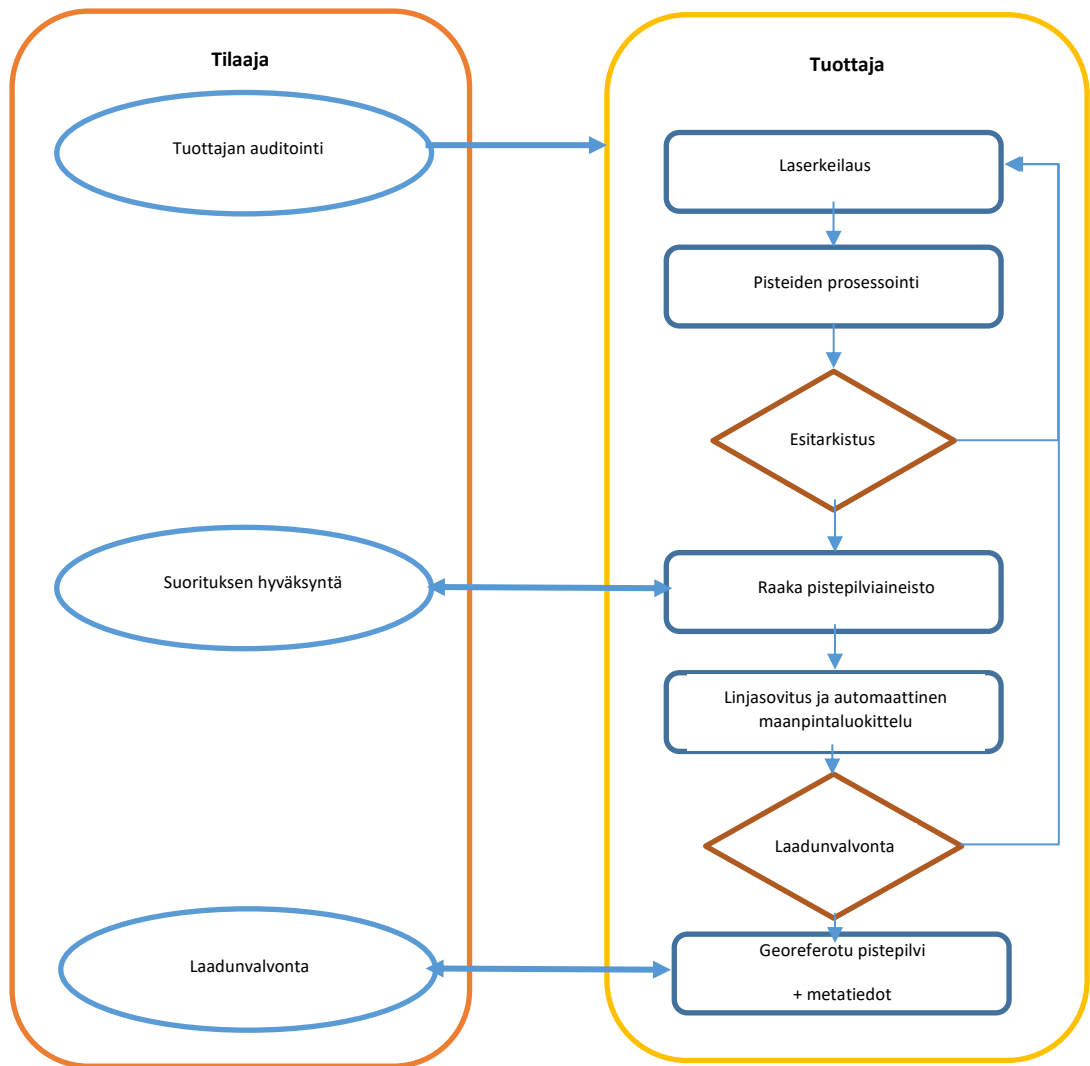 Tilaaja
Tuottajan auditointi
Suorituksen hyväksyntä
Laadunvalvonta
Tuottaja
Laserkeilaus
Pisteiden prosessointi
Esitarkistus
Raaka pistepilviaineisto
Linjasovitus ja automaattinen
maanpintaluokittelu
Laadunvalvonta
Georeferotu pistepilvi
+ metatiedot